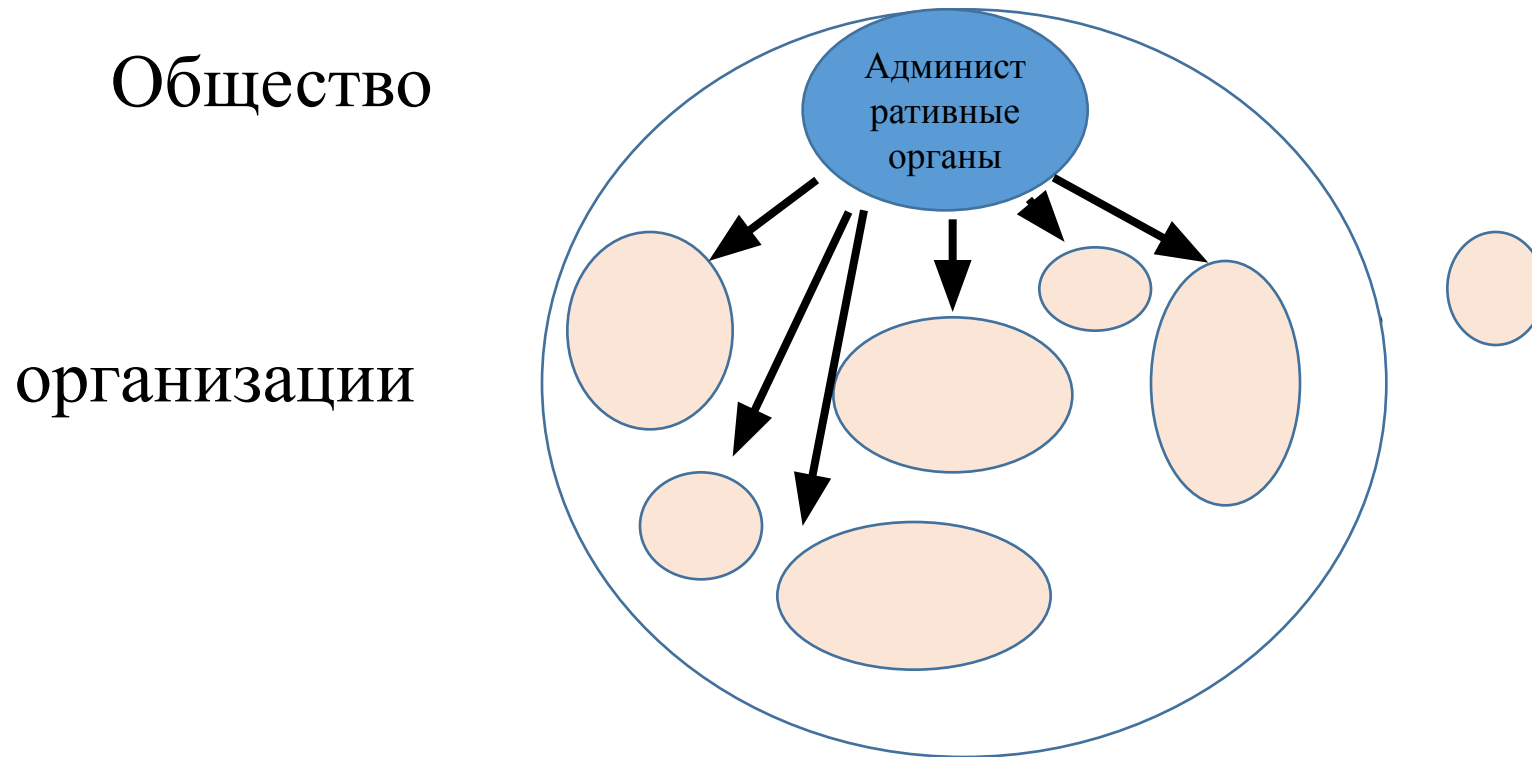 Общество
Админист
ративные
органы
организации